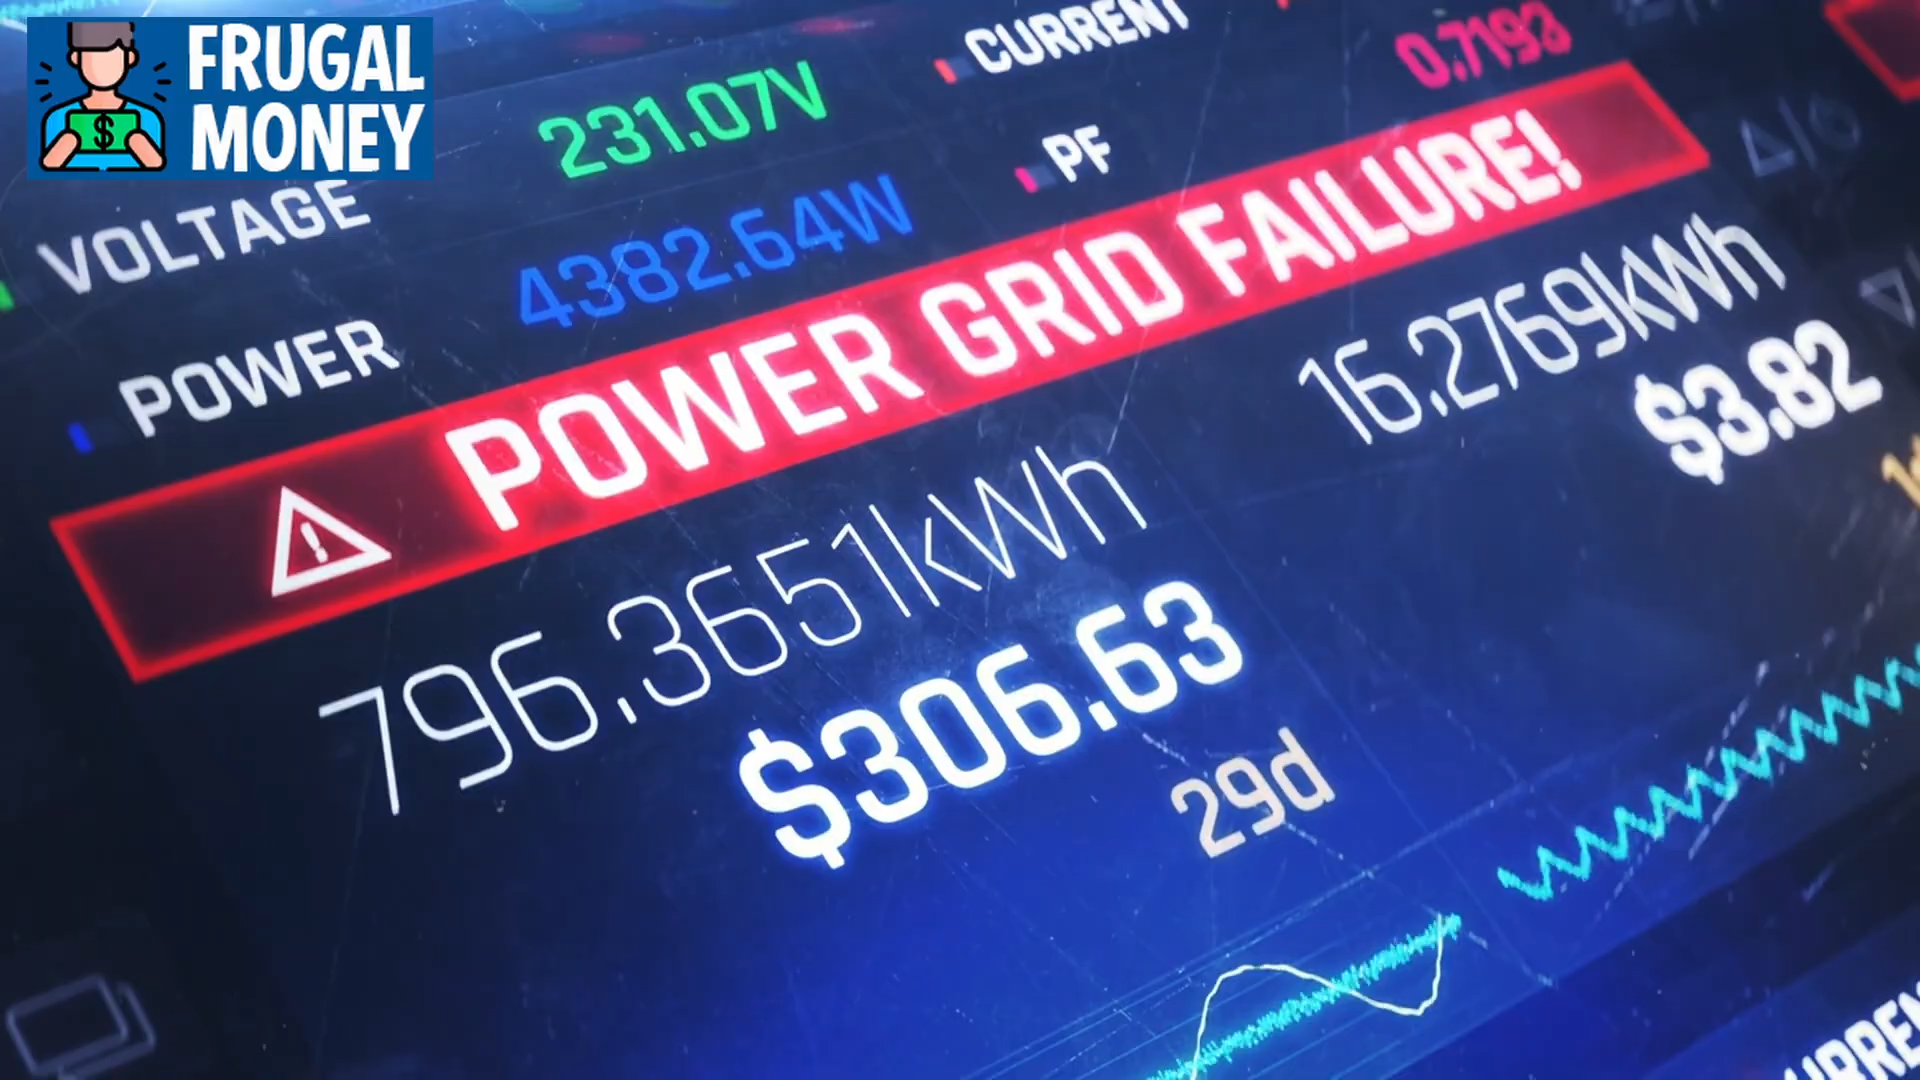 FRUGAL
MONEY
VOLTAGE
231.07V
CURRENT
POWER
4382.64W
PF
0.7193
POWER GRID FAILURE!
796.3651kWh
$306.63
29d
16.2769kWh
$3.82